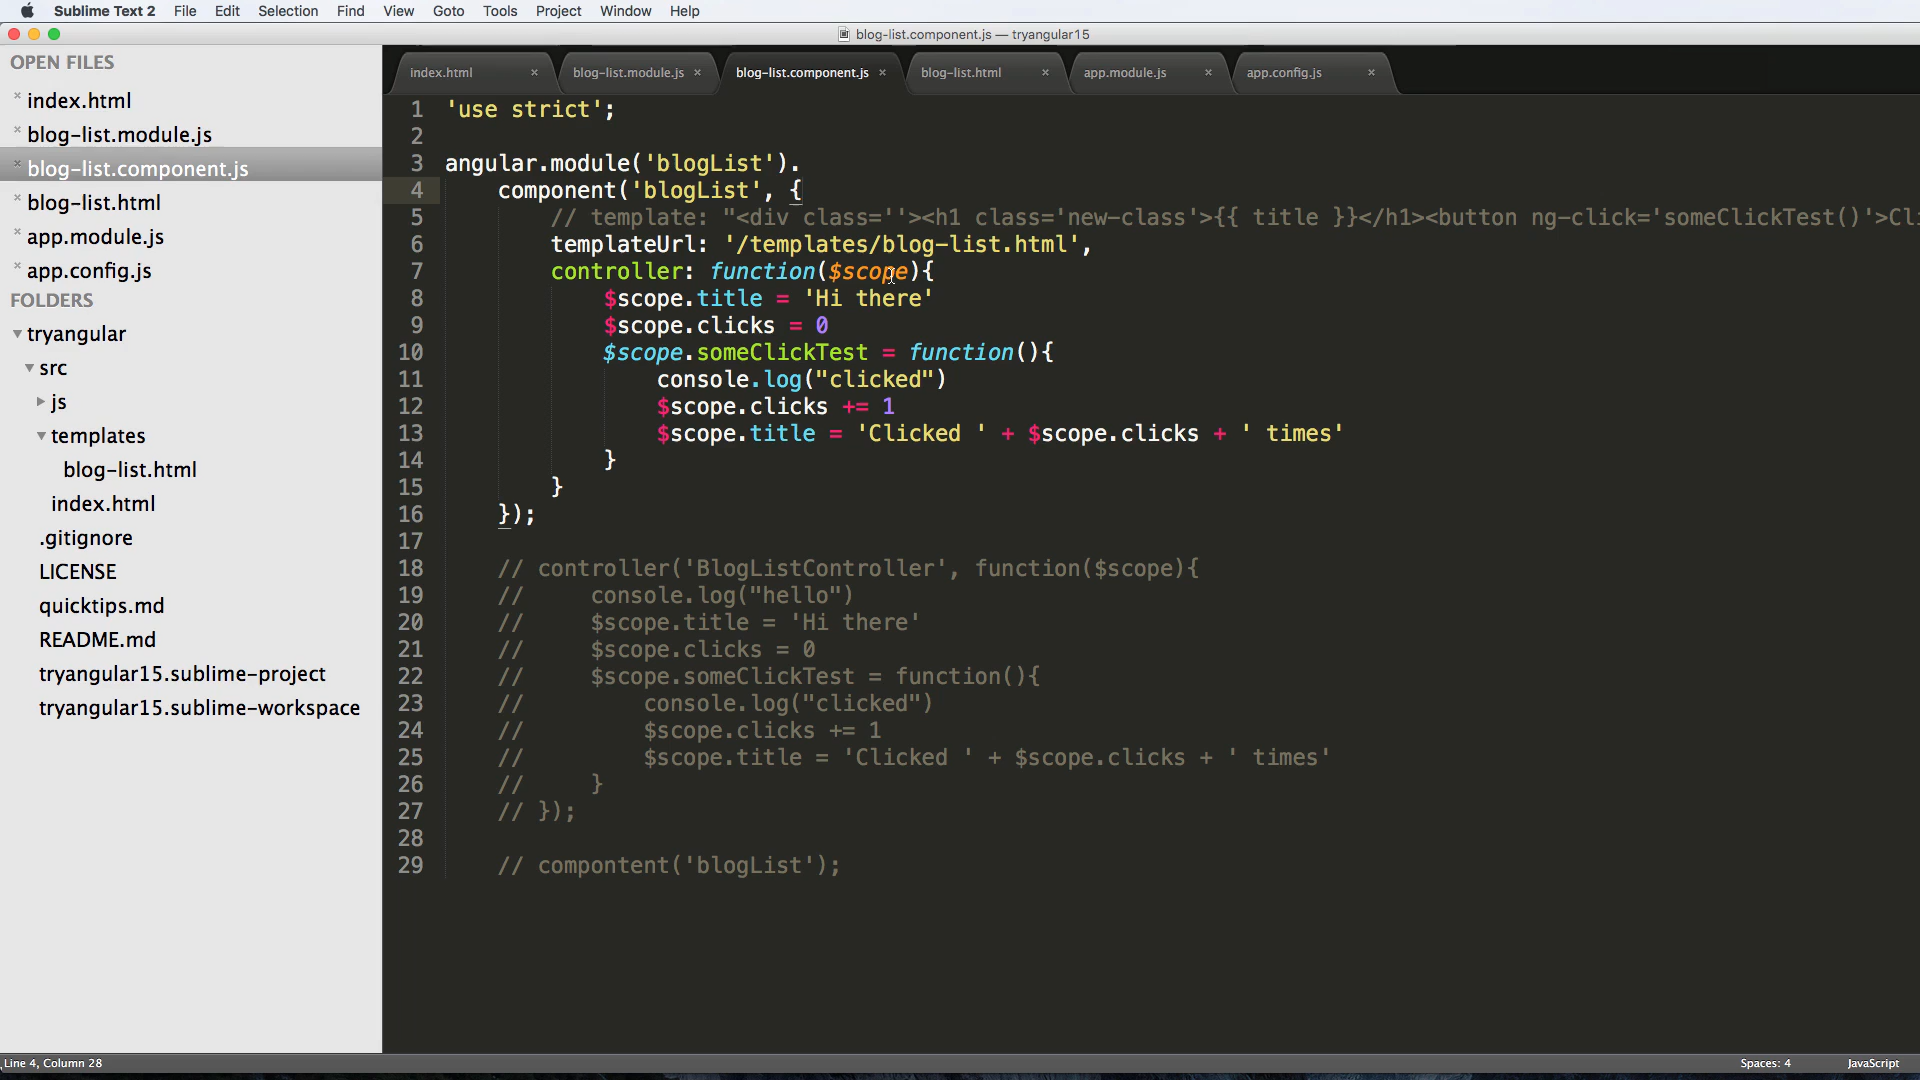 Sublime Text 2 File Edit Selection Find View Goto Tools Project Window Help
blog-list.component.js — tryangular15
OPEN FILES
index.html
blog-list.module.js
blog-list.component.js
blog-list.html
app.module.js
app.config.js
FOLDERS
tryangular
src
js
templates
blog-list.html
index.html
.gitignore
LICENSE
quicktips.md
README.md
tryangular15.sublime-project
tryangular15.sublime-workspace
index.html × blog-list.module.js × blog-list.component.js × blog-list.html × app.module.js × app.config.js ×
1 'use strict';
2
3 angular.module('blogList').
4 component('blogList', {
5 // template: "<div class=''><h1 class='new-class'>{{ title }}</h1><button ng-click='someClickTest()'>Cli
6 templateUrl: '/templates/blog-list.html',
7 controller: function($scope){
8 $scope.title = 'Hi there'
9 $scope.clicks = 0
10 $scope.someClickTest = function(){
11 console.log("clicked")
12 $scope.clicks += 1
13 $scope.title = 'Clicked ' + $scope.clicks + ' times'
14 }
15 }
16 });
17
18 // controller('BlogListController', function($scope){
19 // console.log("hello")
20 // $scope.title = 'Hi there'
21 // $scope.clicks = 0
22 // $scope.someClickTest = function(){
23 // console.log("clicked")
24 // $scope.clicks += 1
25 // $scope.title = 'Clicked ' + $scope.clicks + ' times'
26 // }
27 // });
28
29 // compontent('blogList');
Line 4, Column 28 Spaces: 4 JavaScript